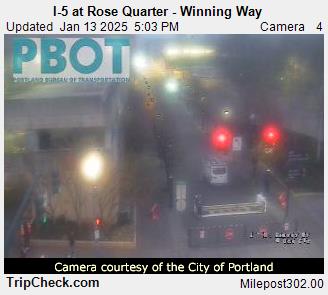 I-5 at Rose Quarter - Winning Way
Updated Jan 13 2025 5:03 PM Camera 4
PBOT
PORTLAND BUREAU OF TRANSPORTATION
Camera courtesy of the City of Portland
TripCheck.com Milepost302.00